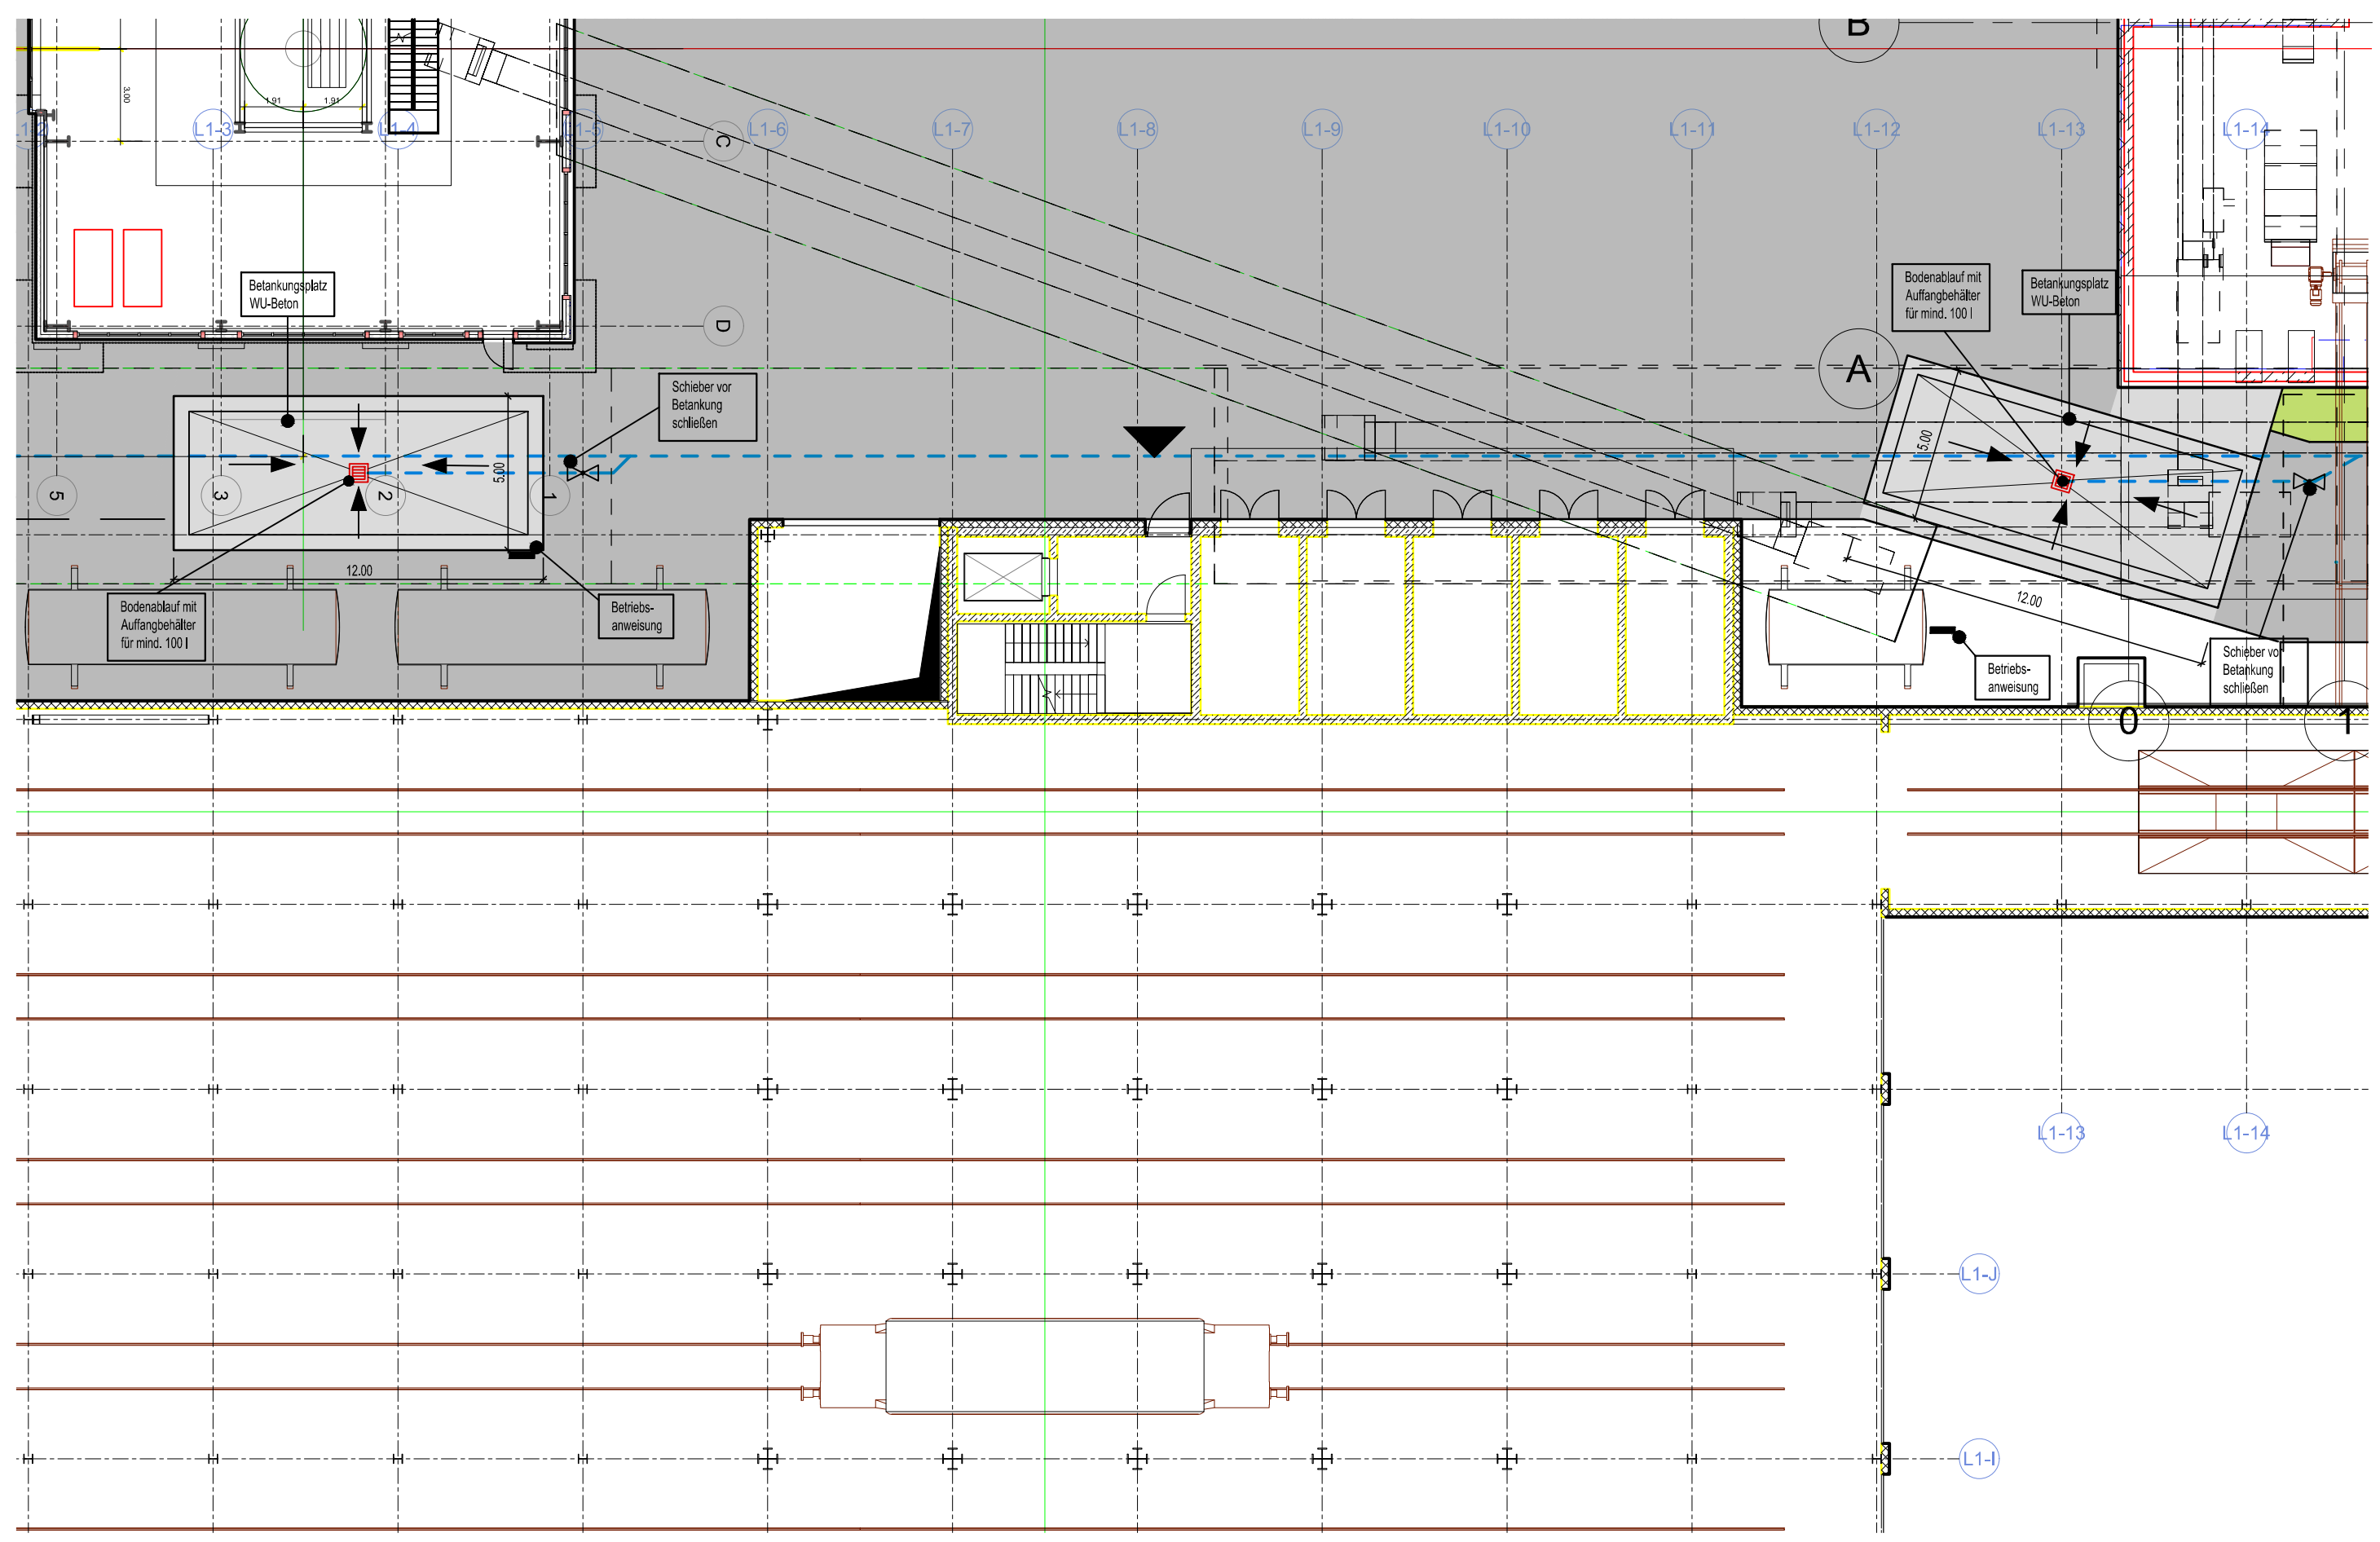 B
3.00
1.91
1.91
L1-2
L1-3
L1-4
L1-5
L1-6
L1-7
L1-8
L1-9
L1-10
L1-11
L1-12
L1-13
L1-14
C
D
Betankungsplatz
WU-Beton
Bodenablauf mit
Auffangbehälter
für mind. 100 l
Betankungsplatz
WU-Beton
Schieber vor
Betankung
schließen
A
5.00
5.00
5
3
2
1
12.00
12.00
Bodenablauf mit
Auffangbehälter
für mind. 100 l
Betriebs-
anweisung
Betriebs-
anweisung
Schieber vo
Betankung
schließen
0
1
L1-13
L1-14
L1-J
L1-I